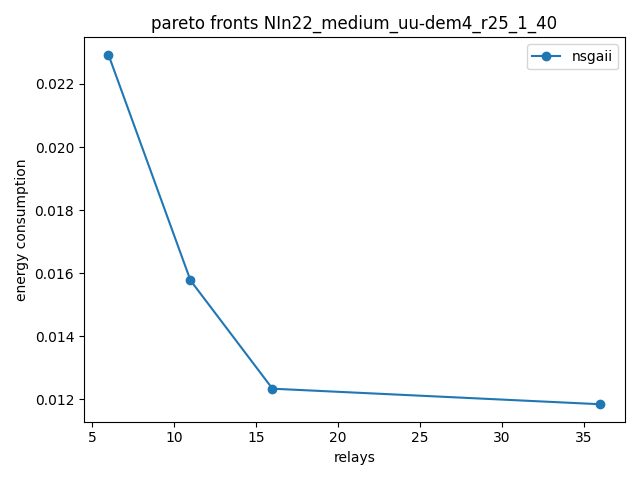 pareto fronts NIn22_medium_uu-dem4_r25_1_40
nsgaii
energy consumption
0.022
0.020
0.018
0.016
0.014
0.012
5 10 15 20 25 30 35
relays